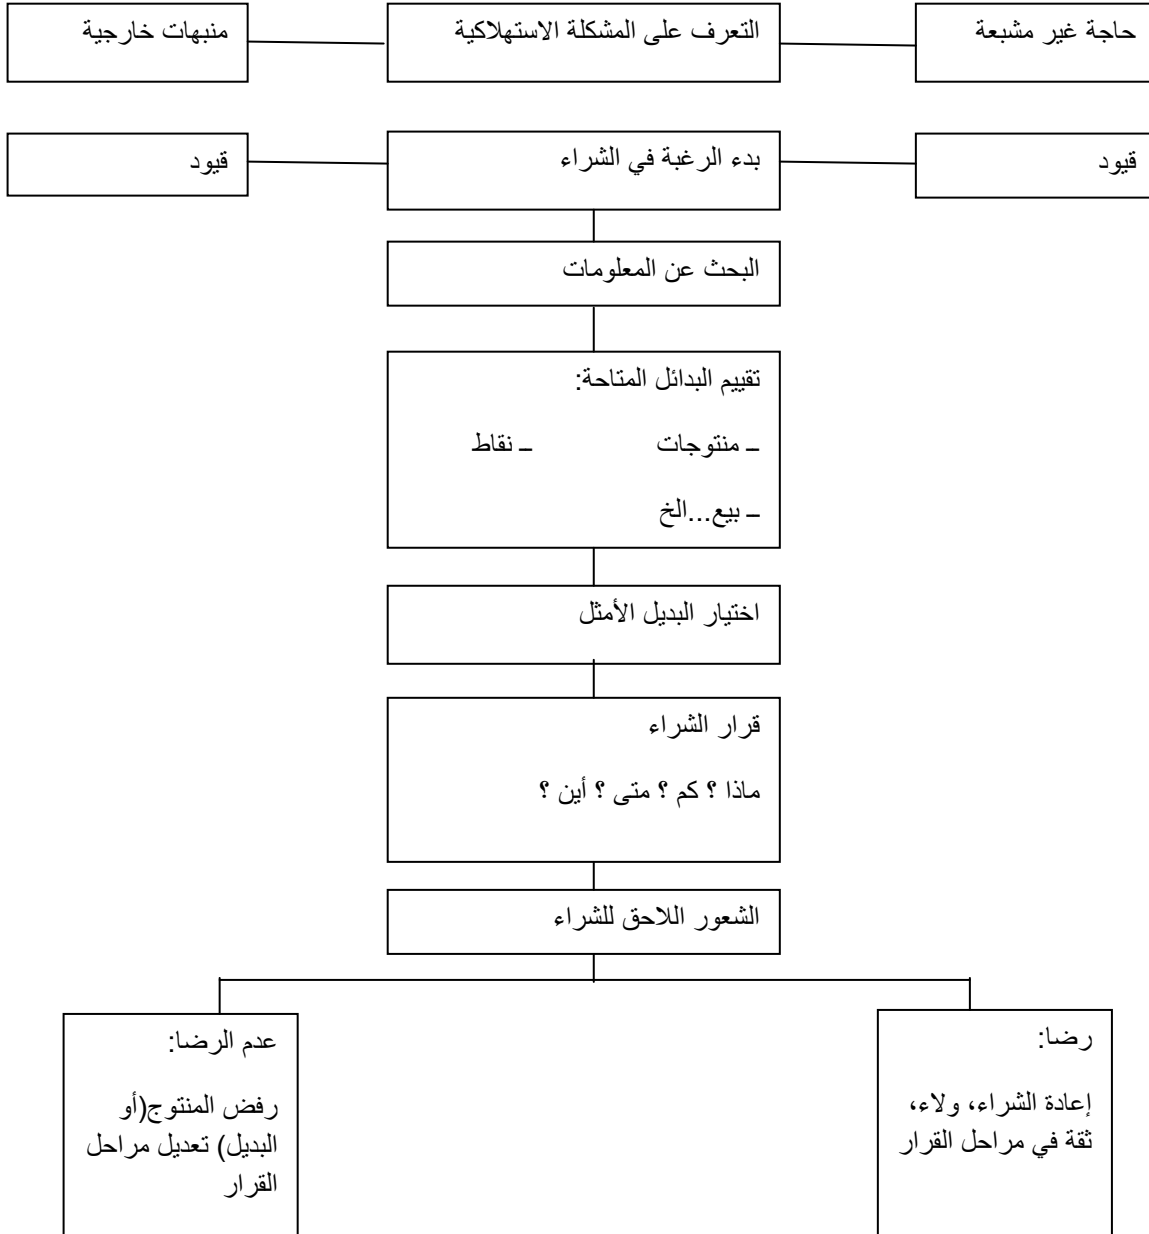 حاجة غير مشبعة
التعرف على المشكلة الاستهلاكية
منبهات خارجية
قيود
بدء الرغبة في الشراء
قيود
البحث عن المعلومات
تقييم البدائل المتاحة:
ـ منتوجات ـ نقاط
ـ بيع...الخ
اختيار البديل الأمثل
قرار الشراء
ماذا ؟ كم ؟ متى ؟ أين ؟
الشعور اللاحق للشراء
رضا:
إعادة الشراء، ولاء،
ثقة في مراحل القرار
عدم الرضا:
رفض المنتوج(أو
البديل) تعديل مراحل
القرار